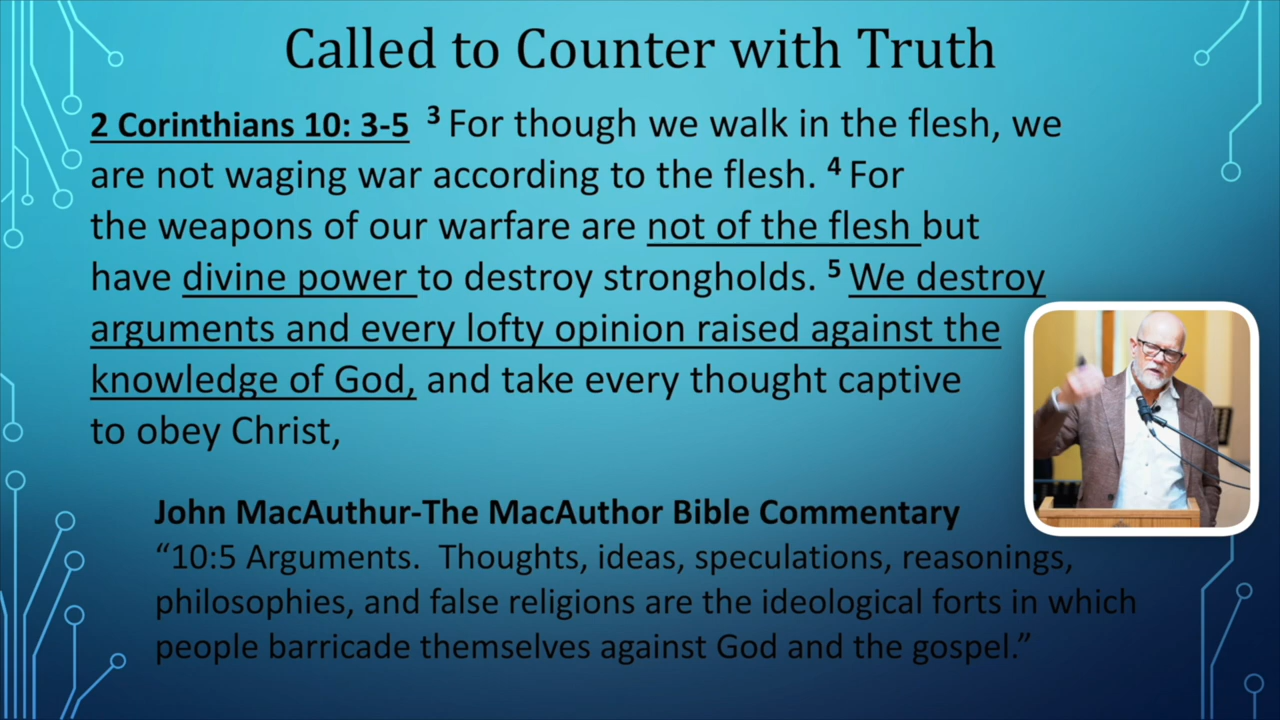 Called to Counter with Truth
2 Corinthians 10: 3-5 ³ For though we walk in the flesh, we
are not waging war according to the flesh. ⁴ For
the weapons of our warfare are not of the flesh but
have divine power to destroy strongholds. ⁵ We destroy
arguments and every lofty opinion raised against the
knowledge of God, and take every thought captive
to obey Christ,
John MacAuthur-The MacAuthor Bible Commentary
“10:5 Arguments.  Thoughts, ideas, speculations, reasonings,
philosophies, and false religions are the ideological forts in which
people barricade themselves against God and the gospel.”